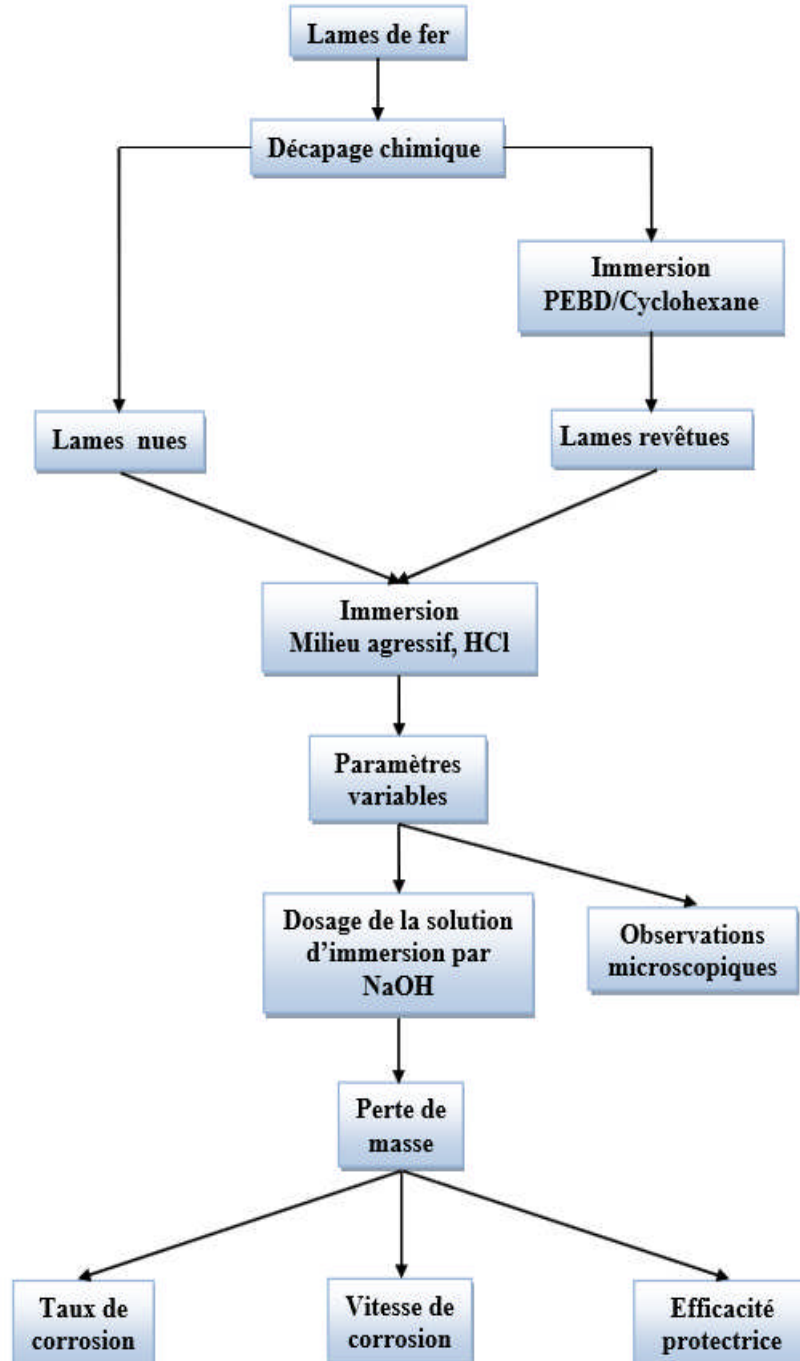 Lames de fer
Décapage chimique
Immersion
PEBD/Cyclohexane
Lames nues
Lames revêtues
Immersion
Milieu agressif, HCl
Paramètres
variables
Dosage de la solution
d’immersion par
NaOH
Observations
microscopiques
Perte de
masse
Taux de
corrosion
Vitesse de
corrosion
Efficacité
protectrice